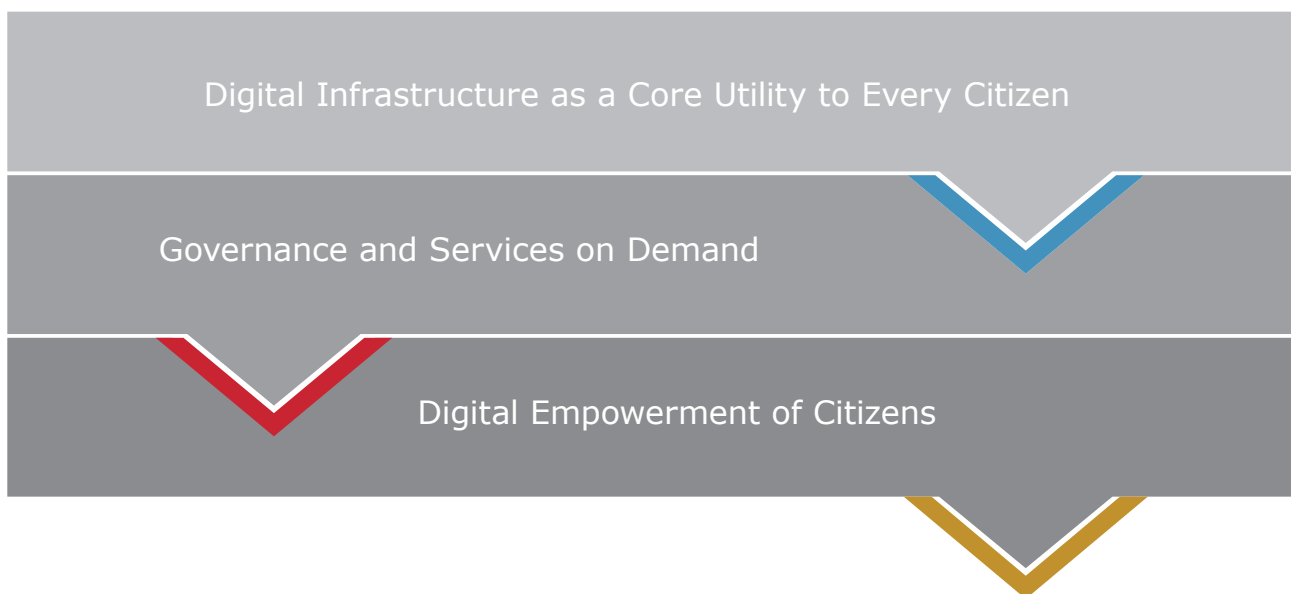 Digital Infrastructure as a Core Utility to Every Citizen
Governance and Services on Demand
Digital Empowerment of Citizens